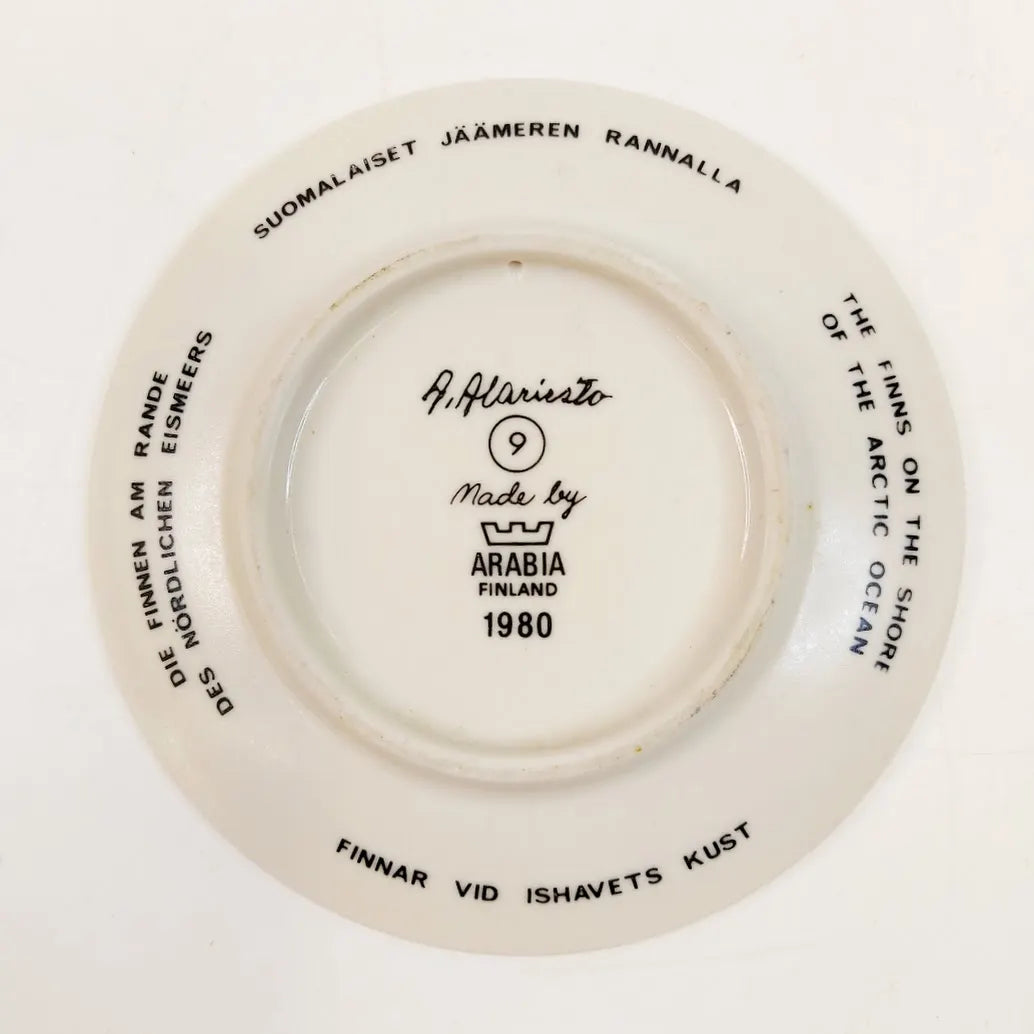 SUOMALAISET JÄÄMEREN RANNALLA
THE FINNS ON THE SHORE
OF THE ARCTIC OCEAN
DIE FINNEN AM RANDE
DES NÖRDLICHEN EISMEERS
A. Alariesto
9
Made by
ARABIA
FINLAND
1980
FINNAR VID ISHAVETS KUST